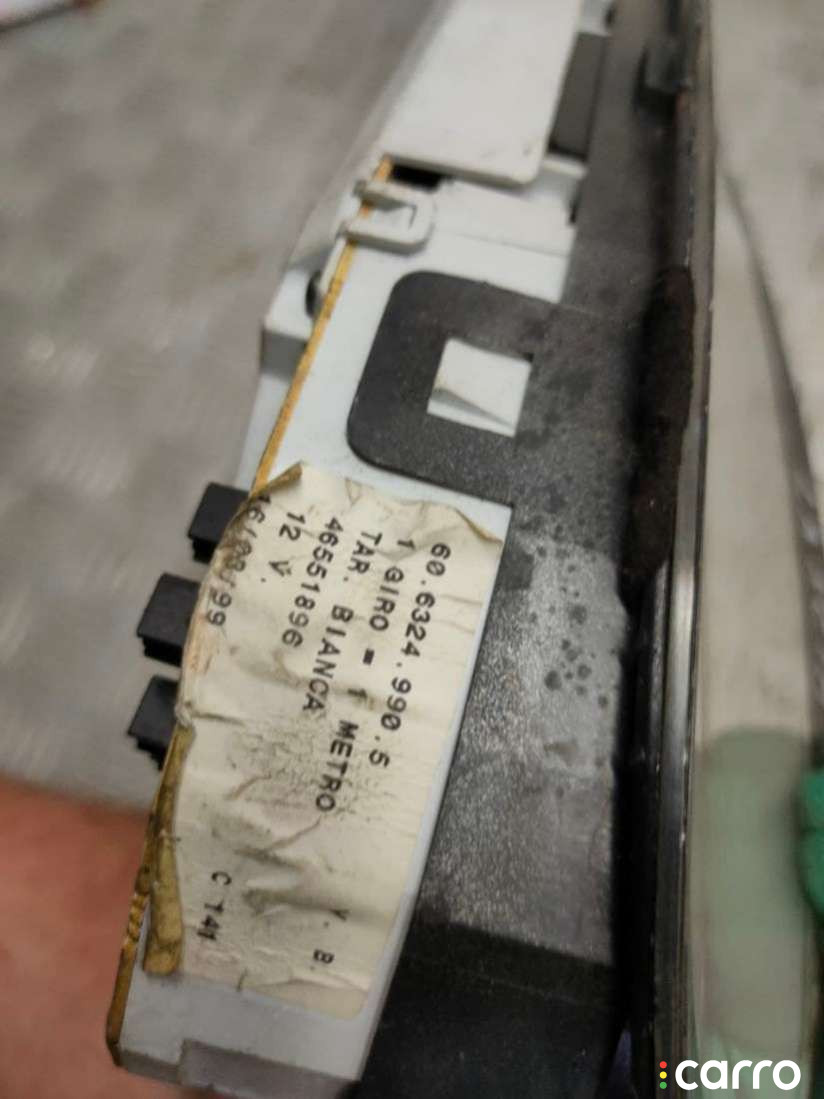 60.6324.990.5
1 GIRO = 1 METRO
TAR. BIANCA
46551896
12 V.
V. B.
C 141
carro